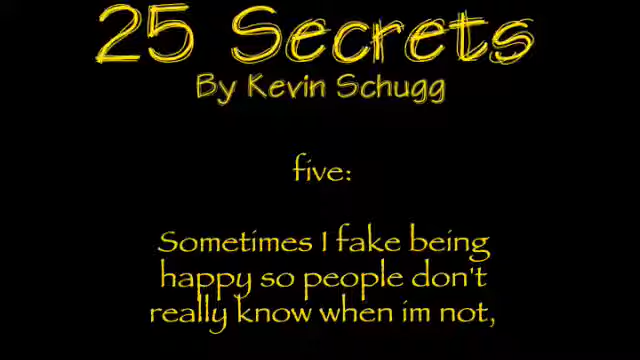 25 Secrets
By Kevin Schugg
five:
Sometimes I fake being
happy so people don't
really know when im not,